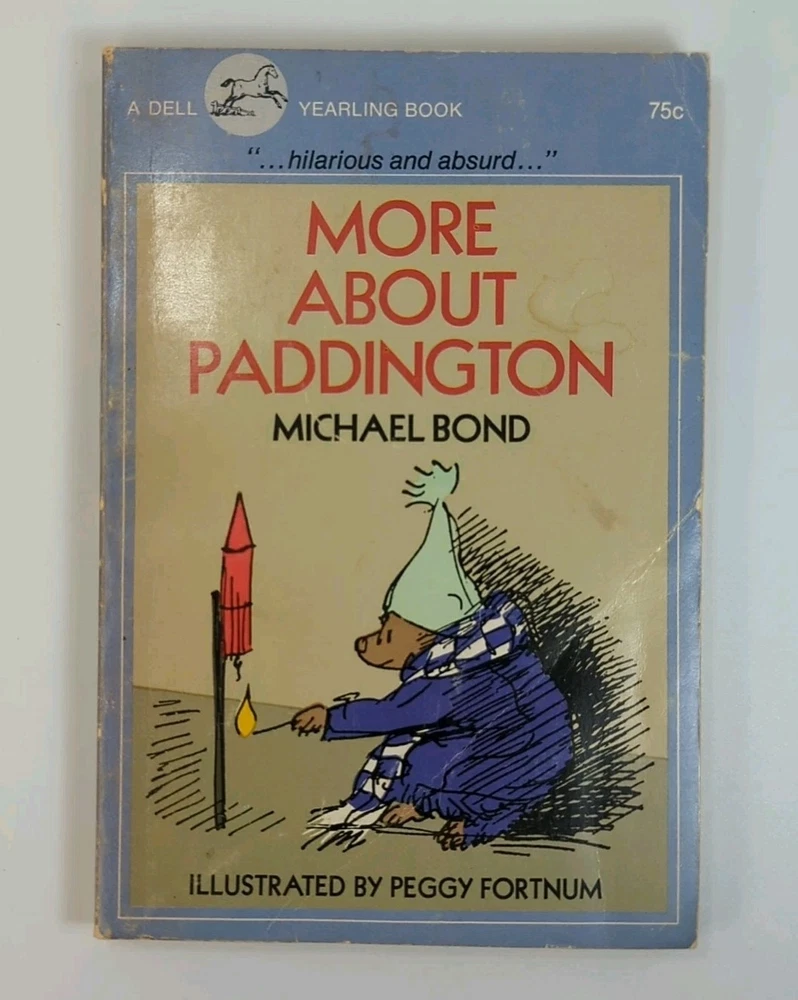 A DELL YEARLING BOOK 75c
“...hilarious and absurd...”
MORE
ABOUT
PADDINGTON
MICHAEL BOND
ILLUSTRATED BY PEGGY FORTNUM